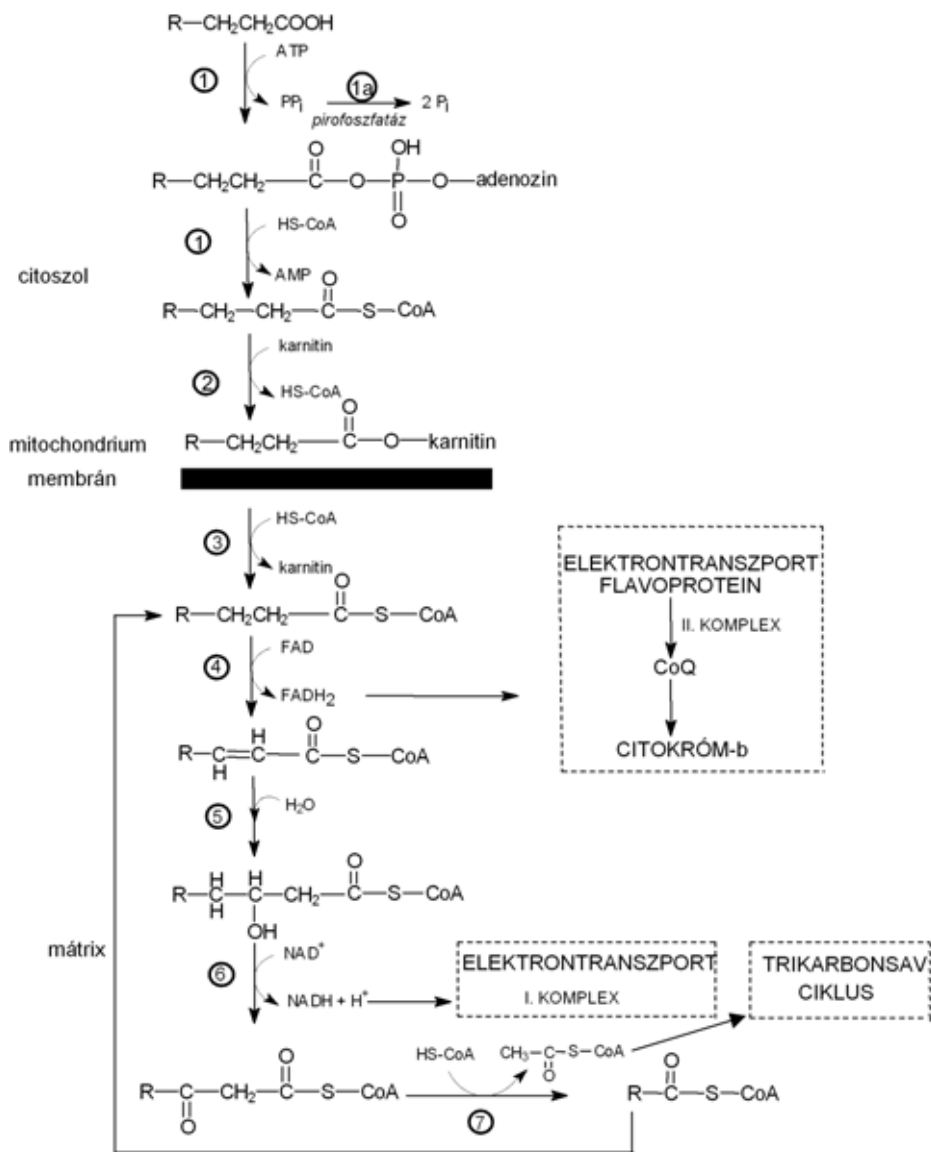 R—CH₂CH₂COOH
ATP
1
1a
PPi
2 Pi
pirofoszfatáz
O OH
R—CH₂CH₂—C—O—P—O—adenozin
O
HS-CoA
1
AMP
citoszol
O
R—CH₂-CH₂—C—S—CoA
karnitin
2
HS-CoA
O
mitochondrium
R—CH₂CH₂—C—O—karnitin
membrán
HS-CoA
3
karnitin
O
R—CH₂CH₂—C—S—CoA
FAD
4
FADH₂
ELEKTRONTRANSZPORT
FLAVOPROTEIN
II. KOMPLEX
CoQ
CITOKRÓM-b
H O
R—C=C—C—S—CoA
H
H₂O
5
H H O
R—C—C—CH₂—C—S—CoA
H
OH
mátrix
NAD⁺
6
NADH + H⁺
ELEKTRONTRANSZPORT
I. KOMPLEX
TRIKARBONSAV
CIKLUS
HS-CoA
CH₃—C—S—CoA
O
O
R—C—CH₂—C—S—CoA
O
7
O
R—C—S—CoA